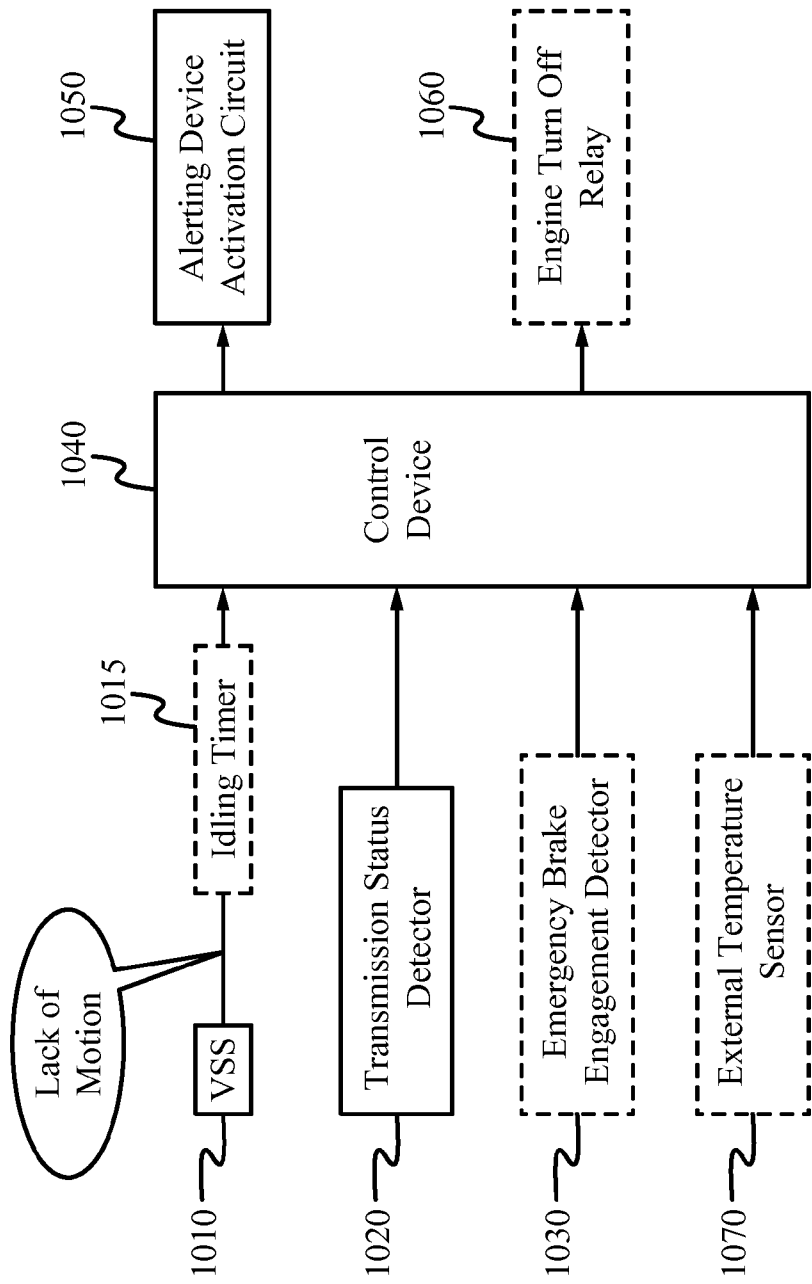 Lack of
Motion
1010
VSS
1015
Idling Timer
1020
Transmission Status
Detector
1030
Emergency Brake
Engagement Detector
1070
External Temperature
Sensor
1040
Control
Device
1050
Alerting Device
Activation Circuit
1060
Engine Turn Off
Relay